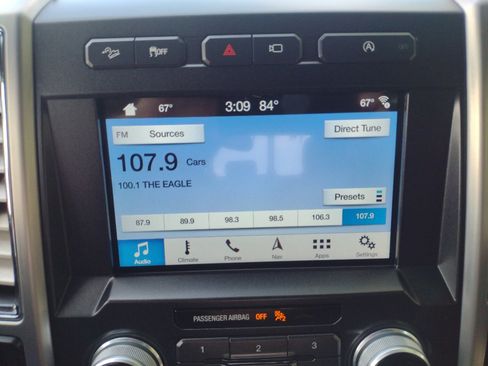 OFF
A
67° 3:09 84° 67°
FM Sources Direct Tune
107.9 Cars
100.1 THE EAGLE
Presets
87.9 89.9 98.3 98.5 106.3 107.9
Audio Climate Phone Nav Apps Settings
PASSENGER AIRBAG OFF 2
1 2 3